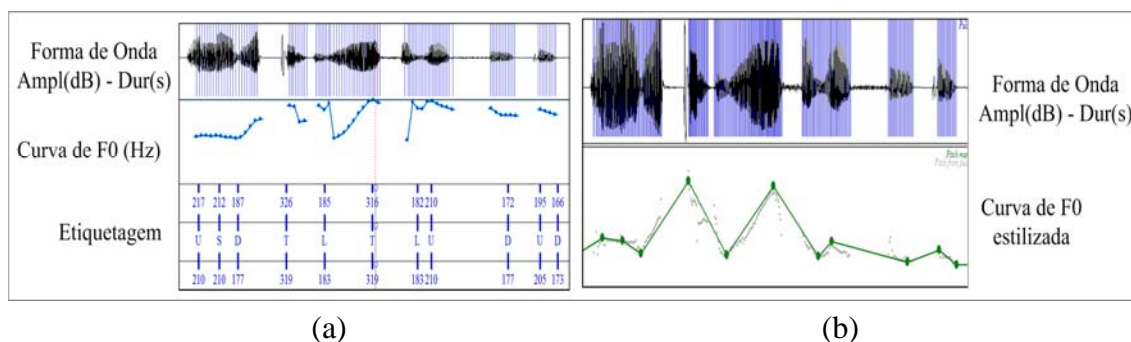 Forma de Onda
Ampl(dB) - Dur(s)
Curva de F0 (Hz)
Etiquetagem
217 212 187 326 185 316 182 210 172 195 166
U S D T L T L U D U D
210 210 177 319 183 319 183 210 177 205 173
(a)
Forma de Onda
Ampl(dB) - Dur(s)
Curva de F0
estilizada
(b)